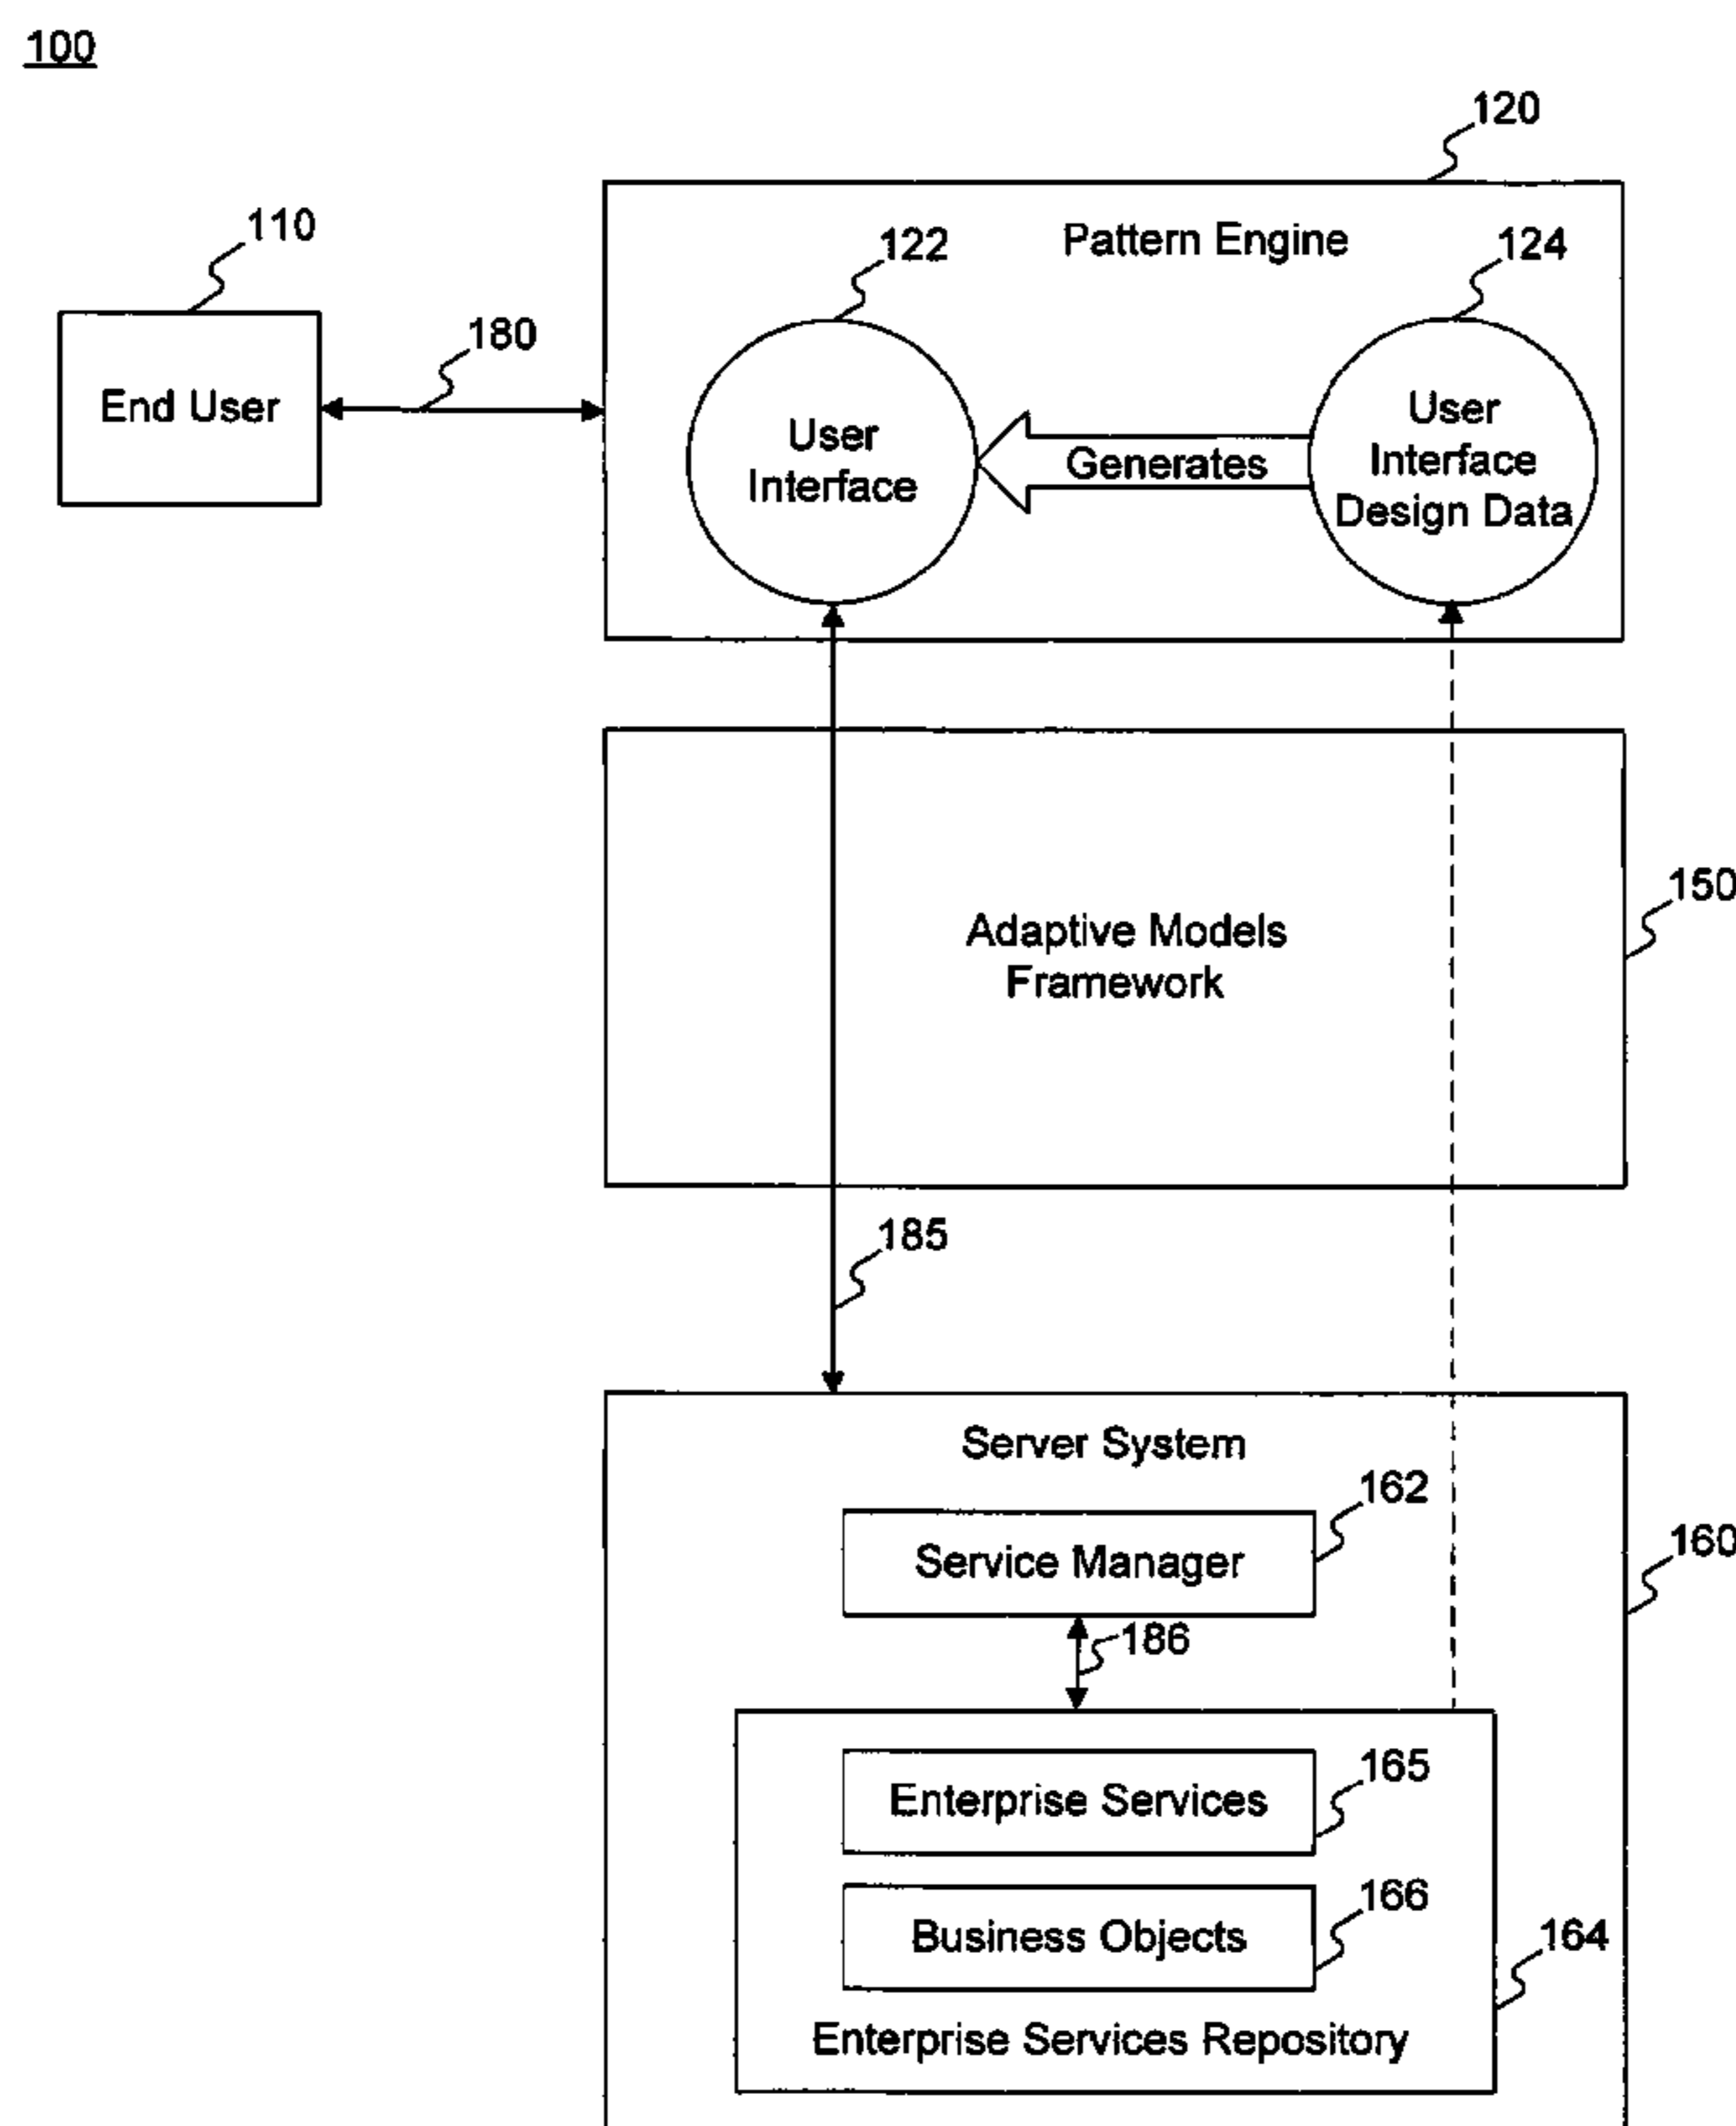 100
120
110
Pattern Engine
122
124
180
End User
User
Interface
Generates
User
Interface
Design Data
150
Adaptive Models
Framework
185
Server System
162
Service Manager
160
186
165
Enterprise Services
166
Business Objects
164
Enterprise Services Repository